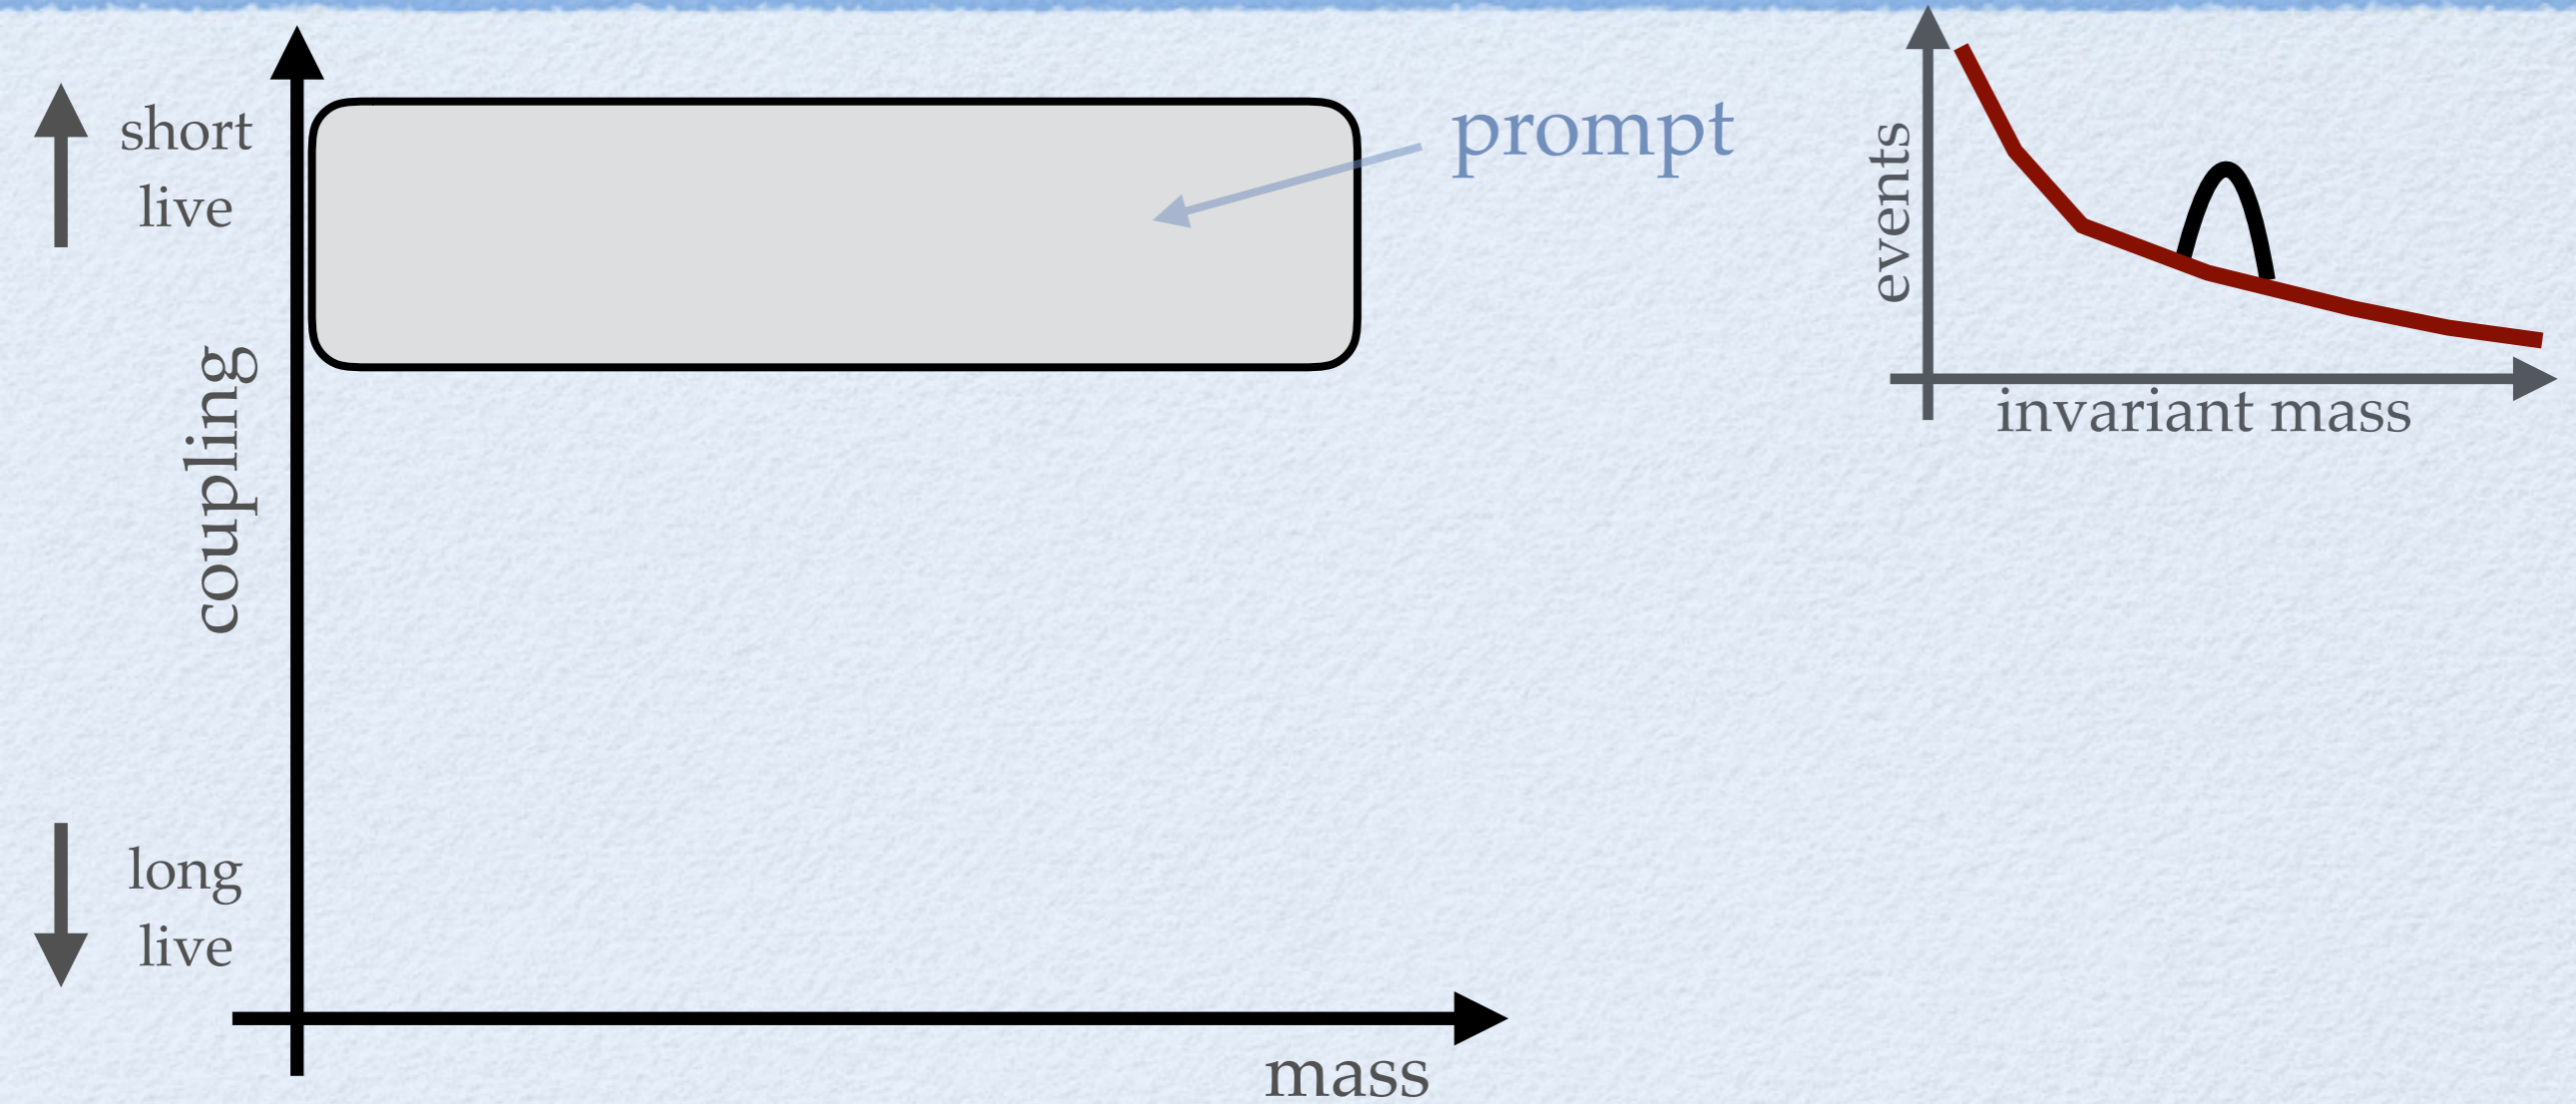 short
live
coupling
long
live
mass
prompt
events
invariant mass